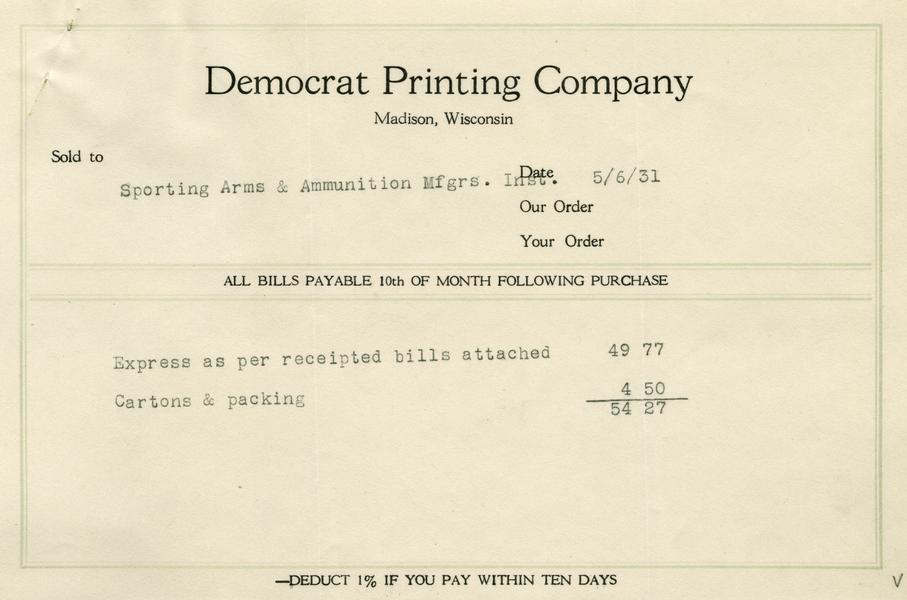 Democrat Printing Company
Madison, Wisconsin
Sold to
Sporting Arms & Ammunition Mfgrs. Inst.
Date 5/6/31
Our Order
Your Order
ALL BILLS PAYABLE 10th OF MONTH FOLLOWING PURCHASE
Express as per receipted bills attached 49 77
Cartons & packing 4 50
54 27
—DEDUCT 1% IF YOU PAY WITHIN TEN DAYS
V